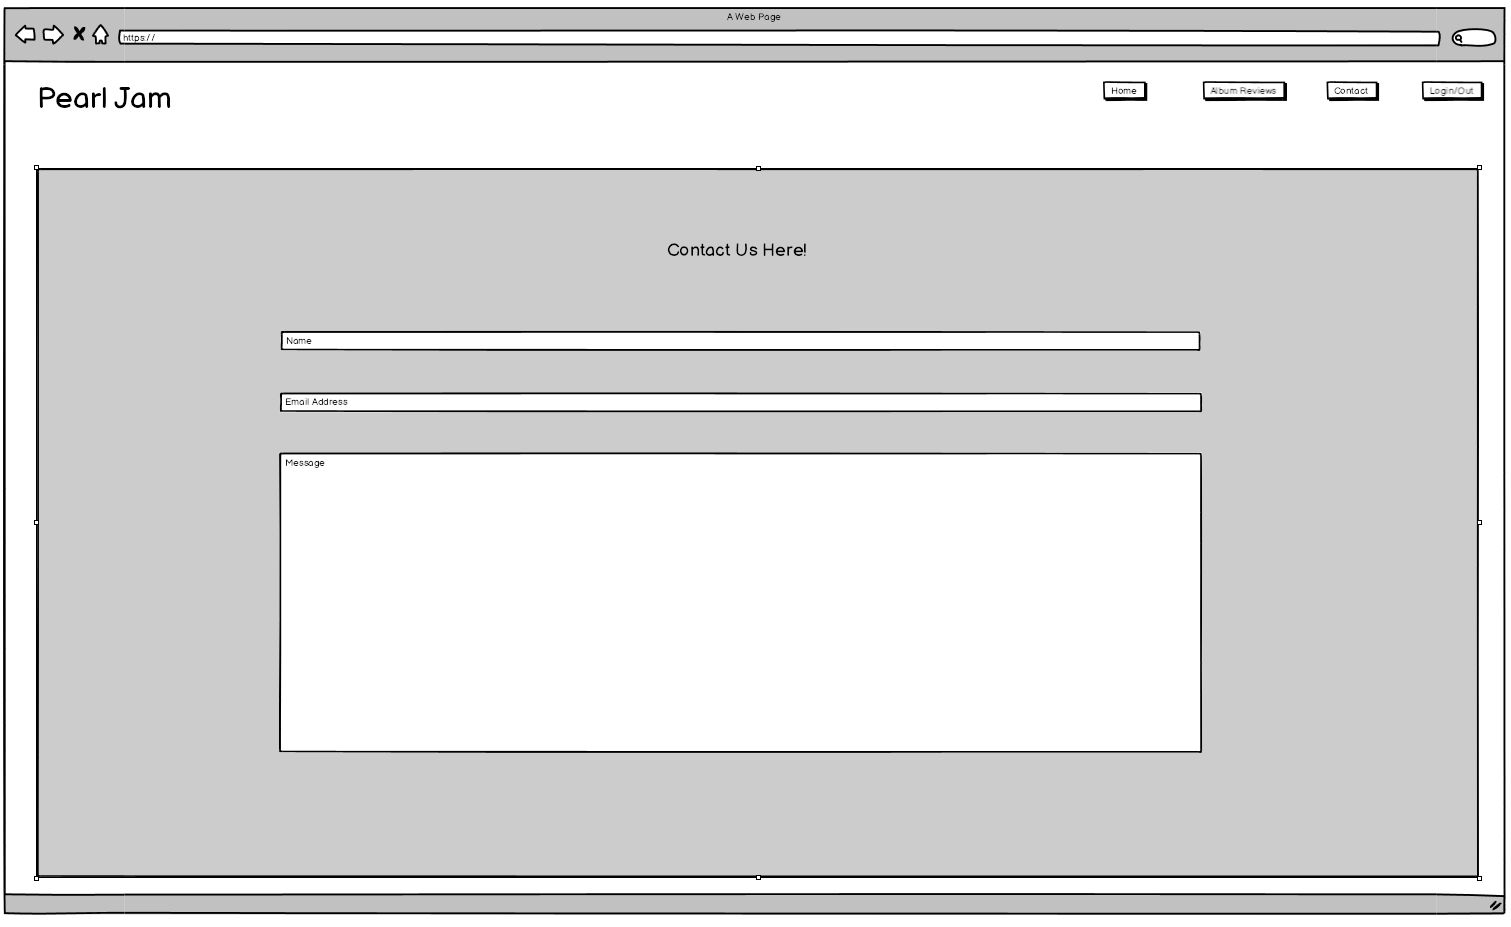 A Web Page
https://
Pearl Jam
Home
Album Reviews
Contact
Login/Out
Contact Us Here!
Name
Email Address
Message